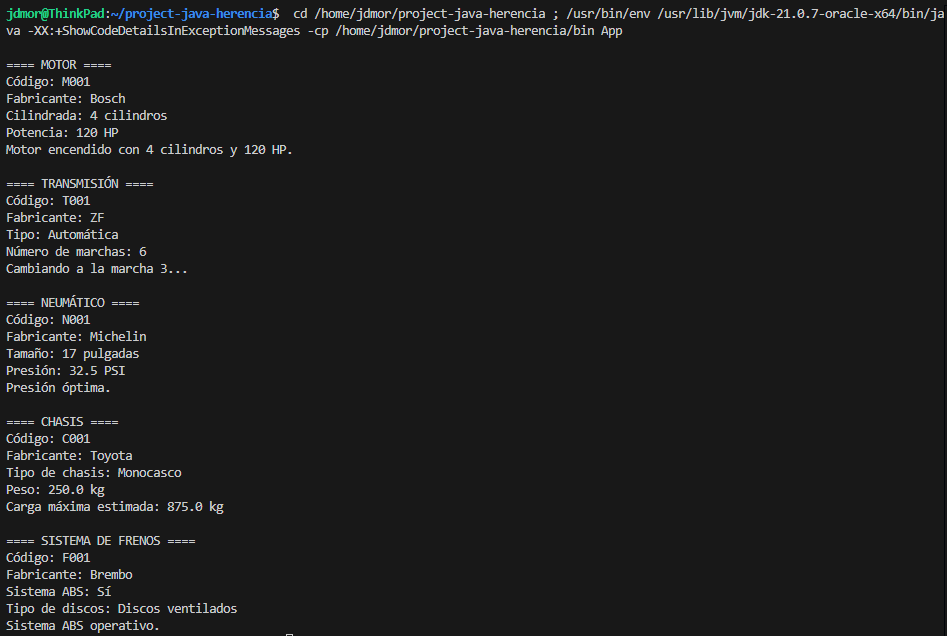 jdmor@ThinkPad:~/project-java-herencia$  cd /home/jdmor/project-java-herencia ; /usr/bin/env /usr/lib/jvm/jdk-21.0.7-oracle-x64/bin/ja
va -XX:+ShowCodeDetailsInExceptionMessages -cp /home/jdmor/project-java-herencia/bin App
==== MOTOR ====
Código: M001
Fabricante: Bosch
Cilindrada: 4 cilindros
Potencia: 120 HP
Motor encendido con 4 cilindros y 120 HP.
==== TRANSMISIÓN ====
Código: T001
Fabricante: ZF
Tipo: Automática
Número de marchas: 6
Cambiando a la marcha 3...
==== NEUMÁTICO ====
Código: N001
Fabricante: Michelin
Tamaño: 17 pulgadas
Presión: 32.5 PSI
Presión óptima.
==== CHASIS ====
Código: C001
Fabricante: Toyota
Tipo de chasis: Monocasco
Peso: 250.0 kg
Carga máxima estimada: 875.0 kg
==== SISTEMA DE FRENOS ====
Código: F001
Fabricante: Brembo
Sistema ABS: Sí
Tipo de discos: Discos ventilados
Sistema ABS operativo.